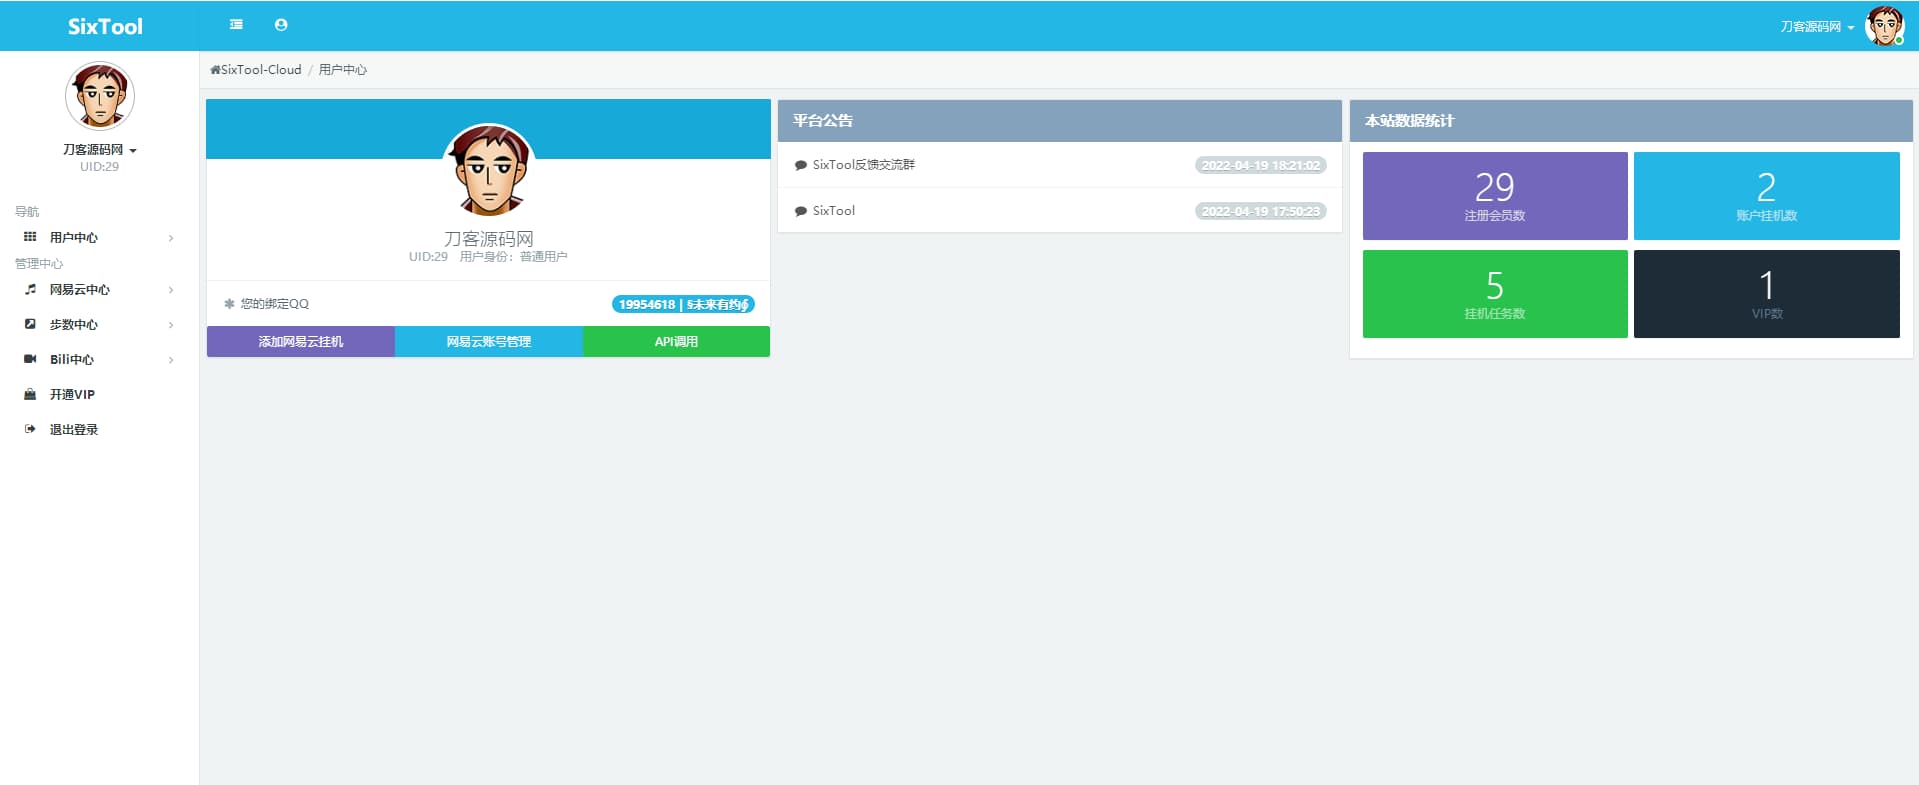 SixTool
刀客源码网
刀客源码网
UID:29
导航
用户中心
管理中心
网易云中心
步数中心
Bili中心
开通VIP
退出登录
SixTool-Cloud / 用户中心
刀客源码网
UID:29 用户身份：普通用户
您的绑定QQ
19954618 | §未来有约∮
添加网易云挂机
网易云账号管理
API调用
平台公告
SixTool反馈交流群
2022-04-19 18:21:02
SixTool
2022-04-19 17:50:23
本站数据统计
29
注册会员数
2
账户挂机数
5
挂机任务数
1
VIP数